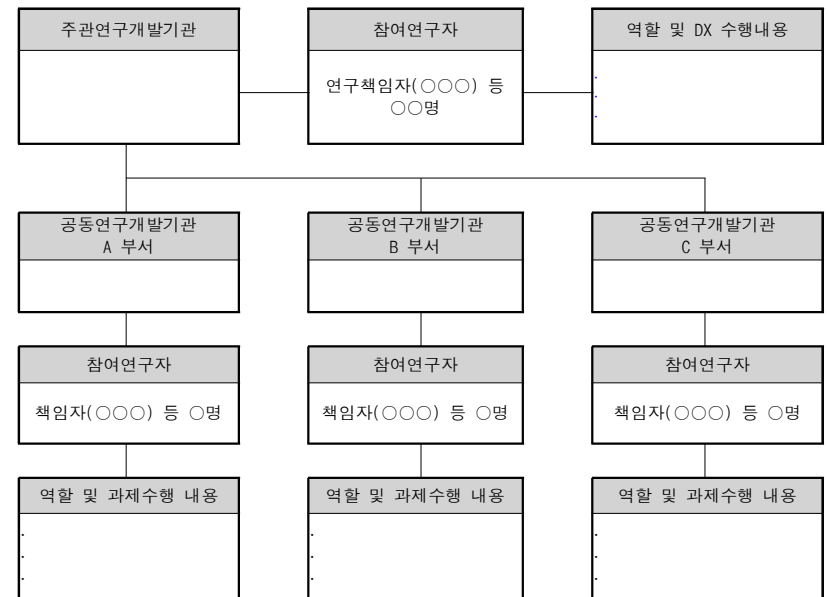 주관연구개발기관
참여연구자
역할 및 DX 수행내용
연구책임자(○○○) 등
○○명
.
.
.
공동연구개발기관
A 부서
공동연구개발기관
B 부서
공동연구개발기관
C 부서
참여연구자
참여연구자
참여연구자
책임자(○○○) 등 ○명
책임자(○○○) 등 ○명
책임자(○○○) 등 ○명
역할 및 과제수행 내용
역할 및 과제수행 내용
역할 및 과제수행 내용
.
.
.
.
.
.
.
.
.